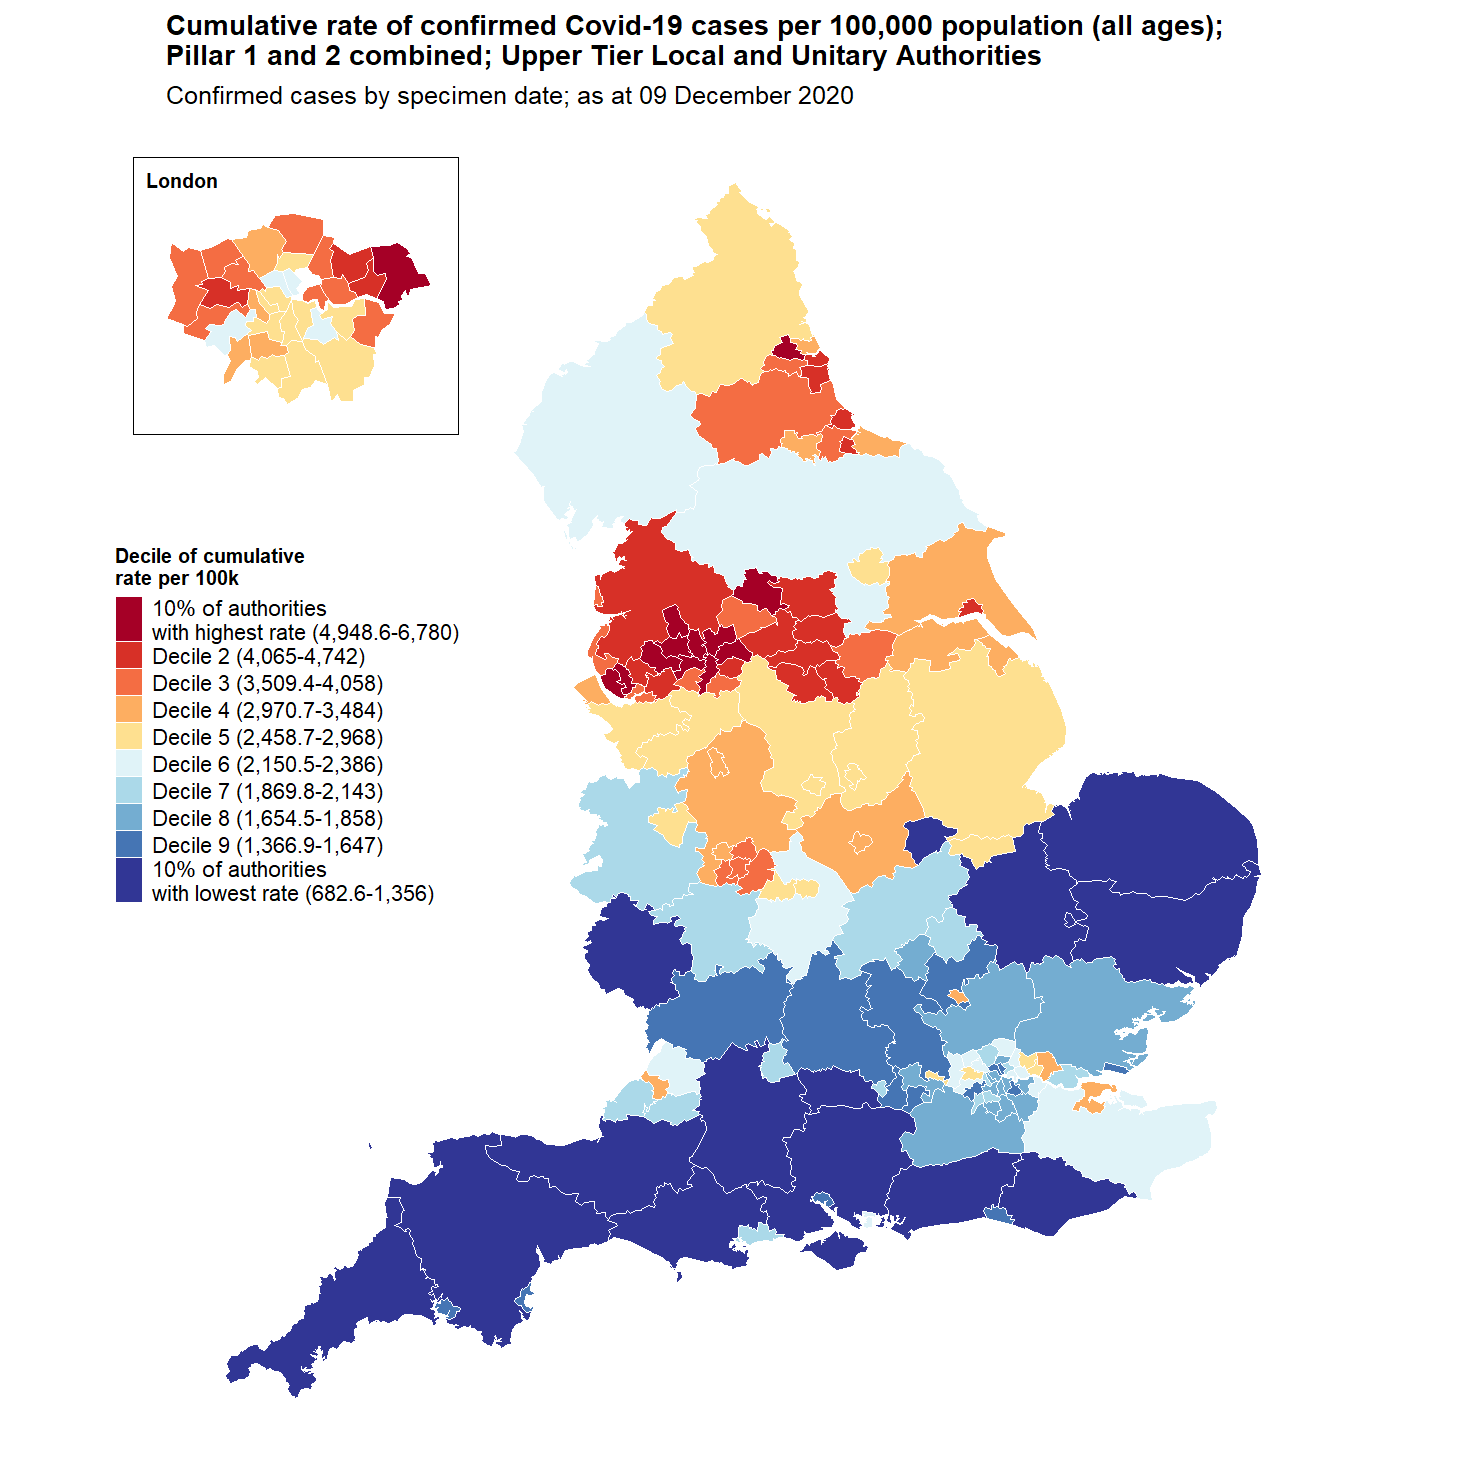 Cumulative rate of confirmed Covid-19 cases per 100,000 population (all ages);
Pillar 1 and 2 combined; Upper Tier Local and Unitary Authorities
Confirmed cases by specimen date; as at 09 December 2020
London
Decile of cumulative
rate per 100k
10% of authorities
with highest rate (4,948.6-6,780)
Decile 2 (4,065-4,742)
Decile 3 (3,509.4-4,058)
Decile 4 (2,970.7-3,484)
Decile 5 (2,458.7-2,968)
Decile 6 (2,150.5-2,386)
Decile 7 (1,869.8-2,143)
Decile 8 (1,654.5-1,858)
Decile 9 (1,366.9-1,647)
10% of authorities
with lowest rate (682.6-1,356)